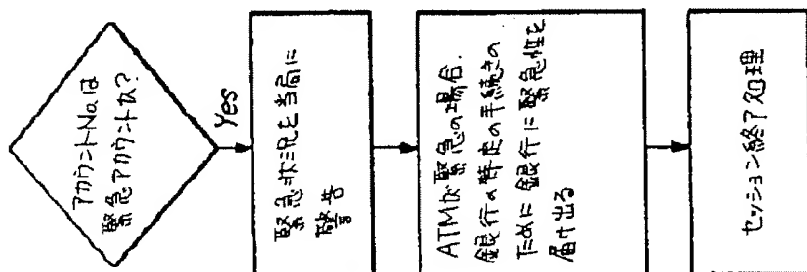 アカウントNoは
緊急アカウントか?
Yes
緊急状況を当局に
警告
ATMが緊急の場合.
銀行の特定の手続きの
ために銀行に緊急性を
届け出る
セッション終了処理